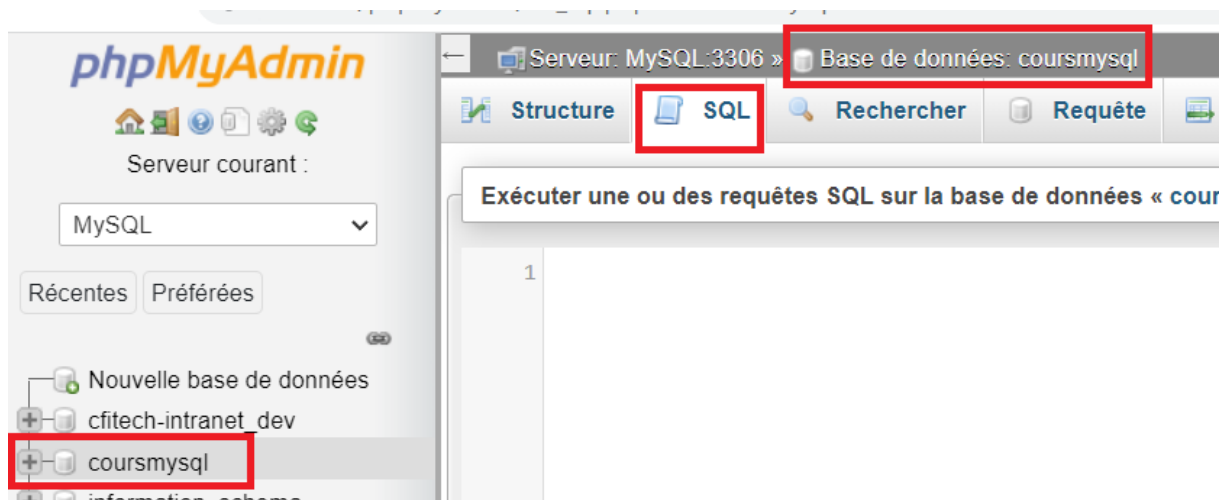 phpMyAdmin
Serveur courant :
MySQL
Récentes Préférées
Nouvelle base de données
cfitech-intranet_dev
coursmysql
information_schema
← Serveur: MySQL:3306 » Base de données: coursmysql
Structure SQL Rechercher Requête
Exécuter une ou des requêtes SQL sur la base de données « cour
1